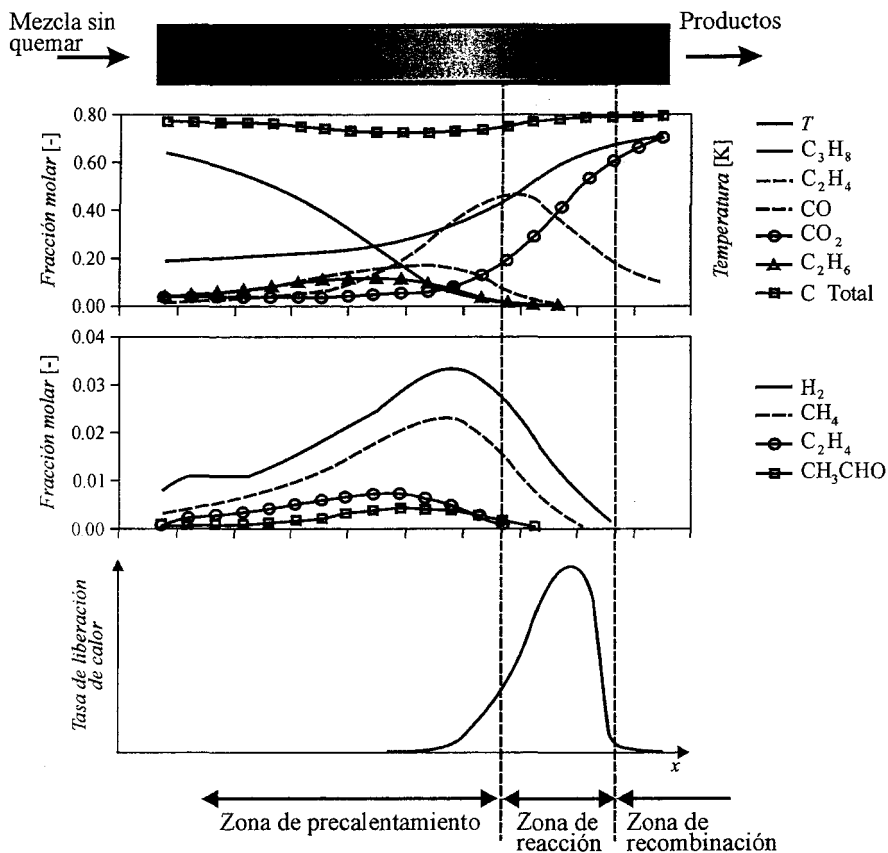 Mezcla sin
quemar
Productos
Fracción molar [-]
0.80
0.60
0.40
0.20
0.00
Temperatura [K]
T
C3H8
C2H4
CO
CO2
C2H6
C Total
Fracción molar [-]
0.04
0.03
0.02
0.01
0.00
H2
CH4
C2H4
CH3CHO
Tasa de liberación
de calor
x
Zona de precalentamiento
Zona de
reacción
Zona de
recombinación